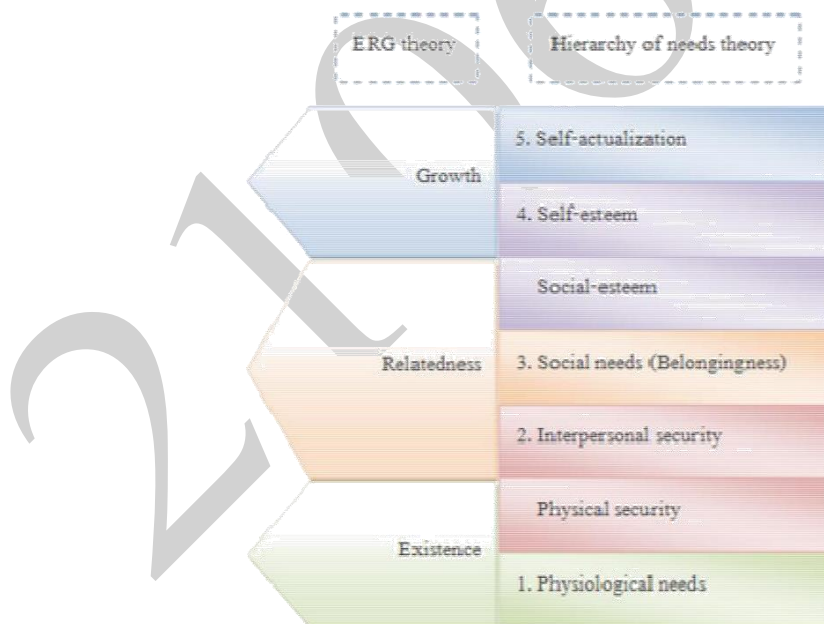 ERG theory
Hierarchy of needs theory
5. Self-actualization
Growth
4. Self-esteem
Social-esteem
Relatedness
3. Social needs (Belongingness)
2. Interpersonal security
Physical security
Existence
1. Physiological needs